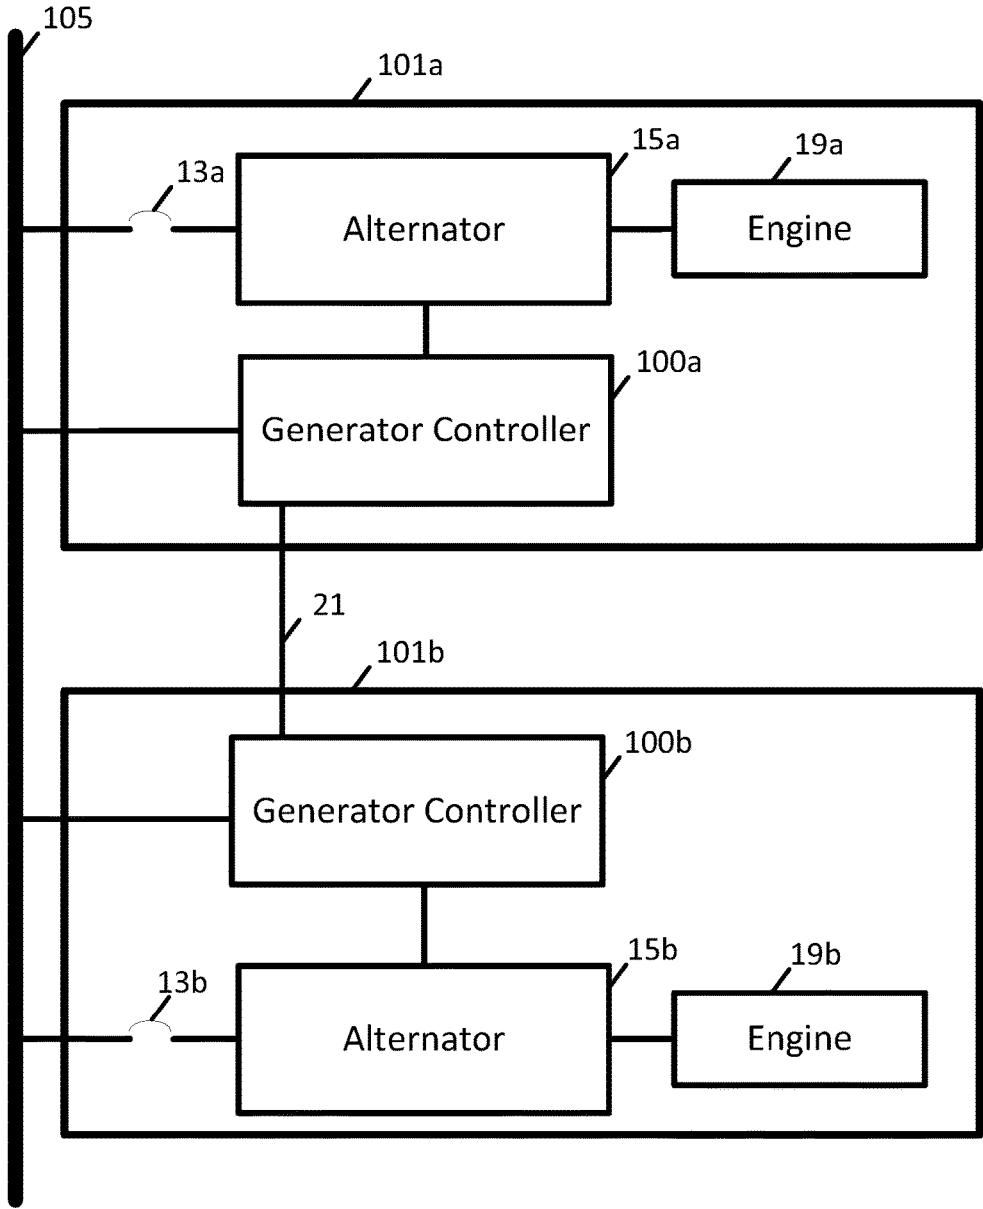 105
101a
15a
19a
13a
Alternator
Engine
100a
Generator Controller
21
101b
100b
Generator Controller
15b
19b
13b
Alternator
Engine